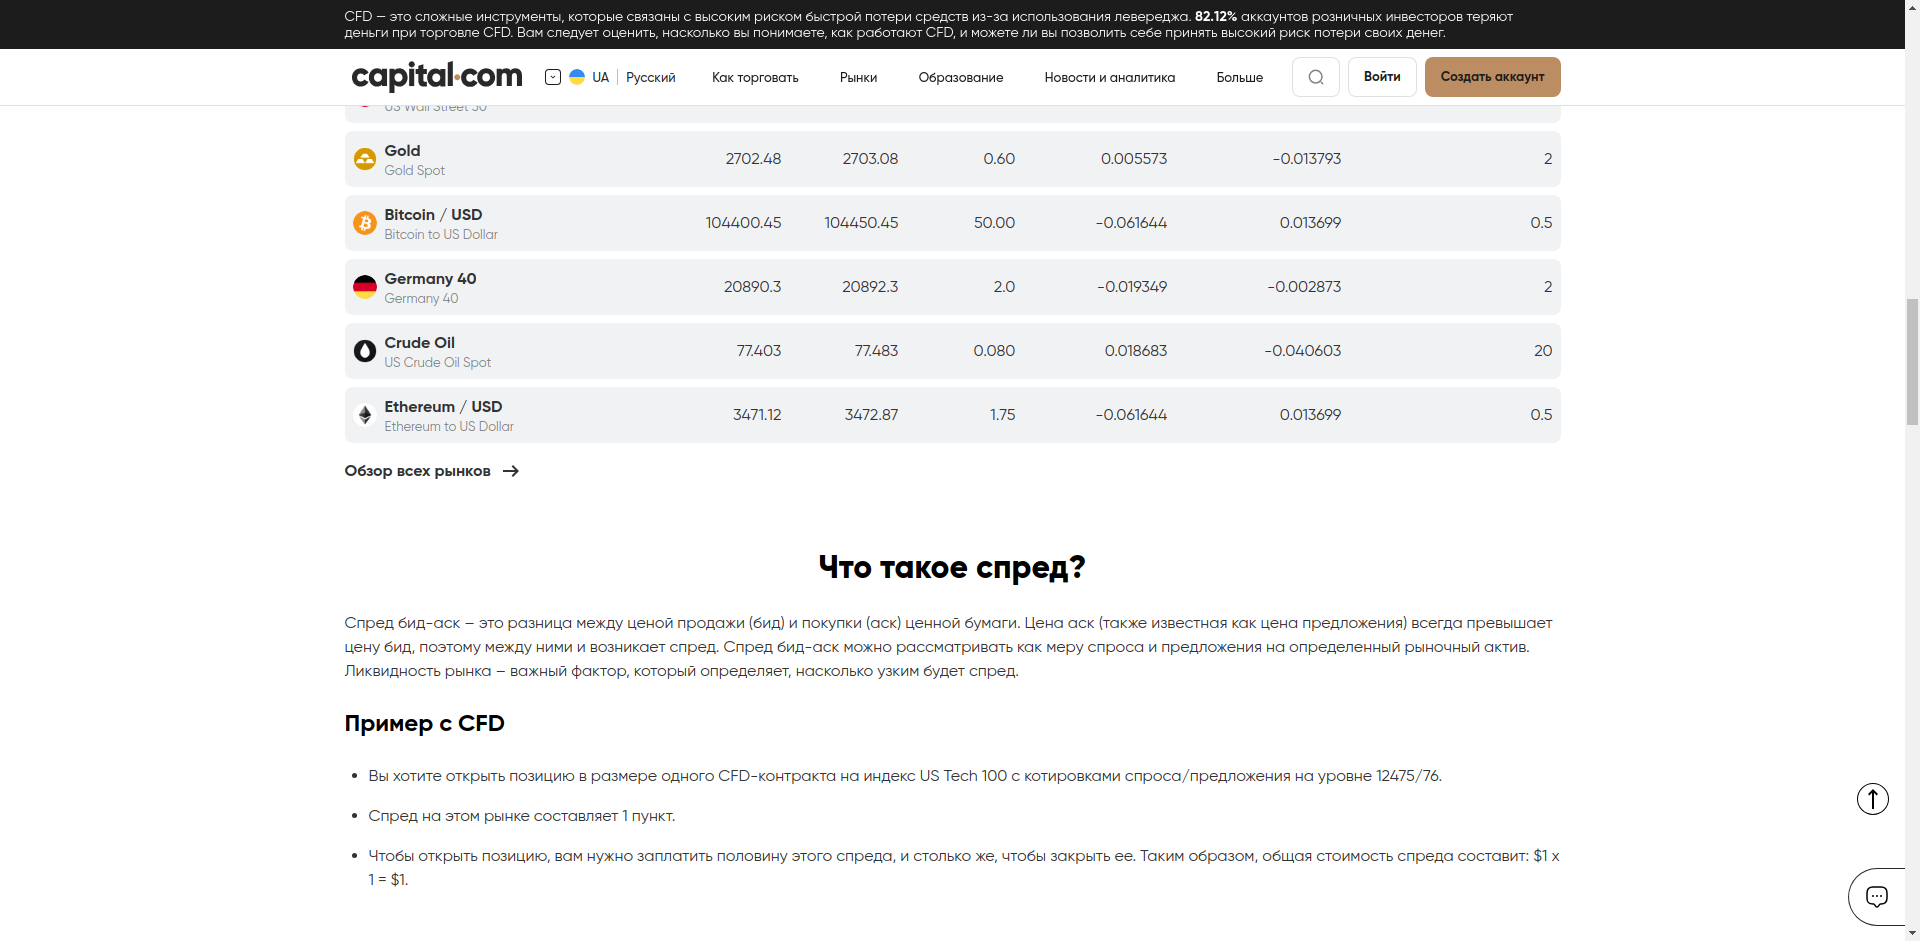 CFD — это сложные инструменты, которые связаны с высоким риском быстрой потери средств из-за использования левереджа. 82.12% аккаунтов розничных инвесторов теряют
деньги при торговле CFD. Вам следует оценить, насколько вы понимаете, как работают CFD, и можете ли вы позволить себе принять высокий риск потери своих денег.
capital.com UA Русский Как торговать Рынки Образование Новости и аналитика Больше Войти Создать аккаунт
US Wall Street 30
Gold
Gold Spot
2702.48 2703.08 0.60 0.005573 -0.013793 2
Bitcoin / USD
Bitcoin to US Dollar
104400.45 104450.45 50.00 -0.061644 0.013699 0.5
Germany 40
Germany 40
20890.3 20892.3 2.0 -0.019349 -0.002873 2
Crude Oil
US Crude Oil Spot
77.403 77.483 0.080 0.018683 -0.040603 20
Ethereum / USD
Ethereum to US Dollar
3471.12 3472.87 1.75 -0.061644 0.013699 0.5
Обзор всех рынков
Что такое спред?
Спред бид-аск – это разница между ценой продажи (бид) и покупки (аск) ценной бумаги. Цена аск (также известная как цена предложения) всегда превышает
цену бид, поэтому между ними и возникает спред. Спред бид-аск можно рассматривать как меру спроса и предложения на определенный рыночный актив.
Ликвидность рынка – важный фактор, который определяет, насколько узким будет спред.
Пример с CFD
• Вы хотите открыть позицию в размере одного CFD-контракта на индекс US Tech 100 с котировками спроса/предложения на уровне 12475/76.
• Спред на этом рынке составляет 1 пункт.
• Чтобы открыть позицию, вам нужно заплатить половину этого спреда, и столько же, чтобы закрыть ее. Таким образом, общая стоимость спреда составит: $1 x
1 = $1.